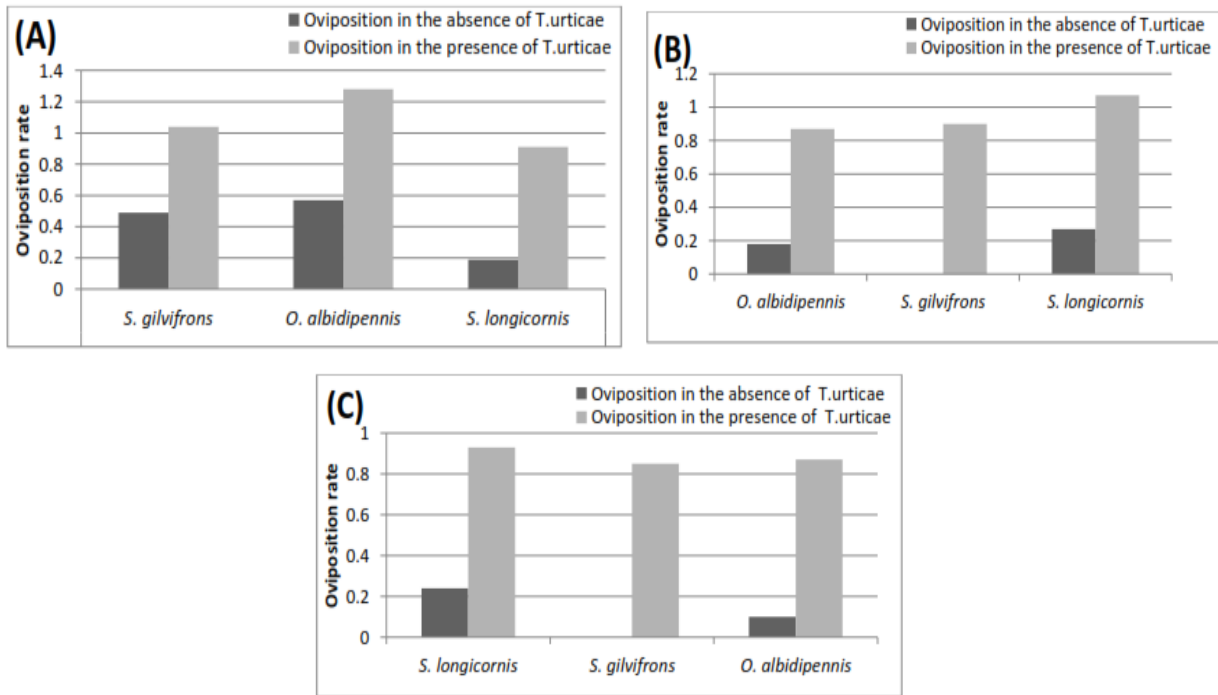 (A)
Oviposition in the absence of T.urticae
Oviposition in the presence of T.urticae
Oviposition rate
1.4
1.2
1
0.8
0.6
0.4
0.2
0
S. gilvifrons O. albidipennis S. longicornis
(B)
Oviposition in the absence of T.urticae
Oviposition in the presence of T.urticae
Oviposition rate
1.2
1
0.8
0.6
0.4
0.2
0
O. albidipennis S. gilvifrons S. longicornis
(C)
Oviposition in the absence of T.urticae
Oviposition in the presence of T.urticae
Oviposition rate
1
0.8
0.6
0.4
0.2
0
S. longicornis S. gilvifrons O. albidipennis